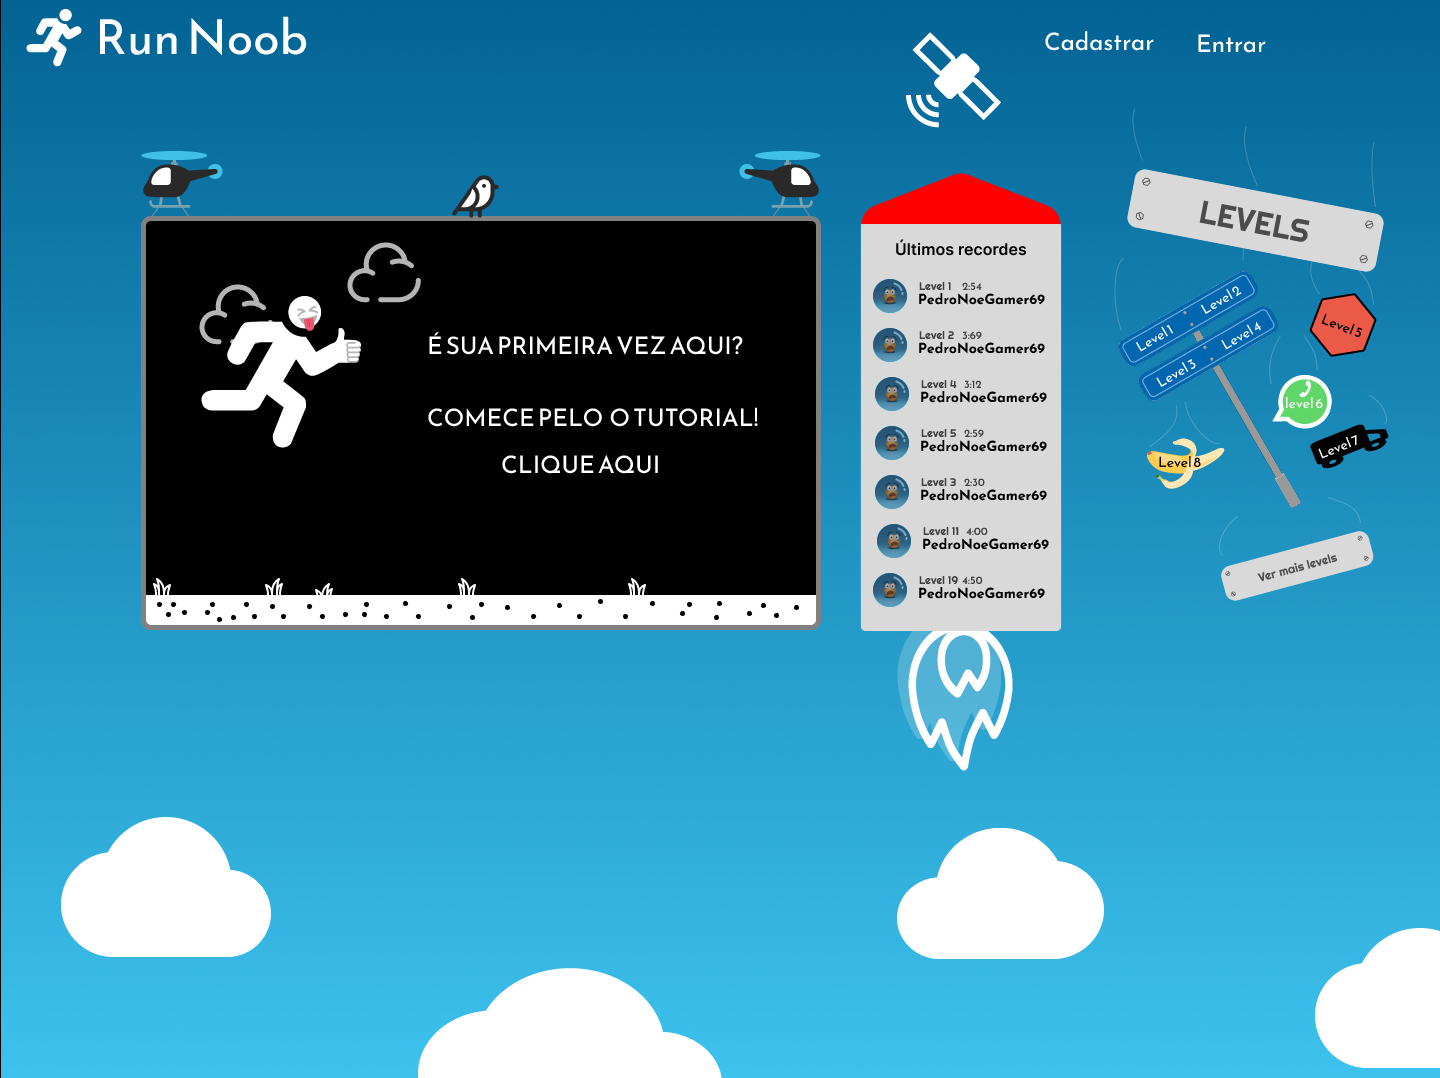 Run Noob
Cadastrar
Entrar
É SUA PRIMEIRA VEZ AQUI?
COMECE PELO O TUTORIAL!
CLIQUE AQUI
Últimos recordes
Level 1 2:54
PedroNoeGamer69
Level 2 3:69
PedroNoeGamer69
Level 4 3:12
PedroNoeGamer69
Level 5 2:59
PedroNoeGamer69
Level 3 2:30
PedroNoeGamer69
Level 11 4:00
PedroNoeGamer69
Level 19 4:50
PedroNoeGamer69
LEVELS
Level 1
Level 2
Level 3
Level 4
Level 5
level 6
Level 7
Level 8
Ver mais levels